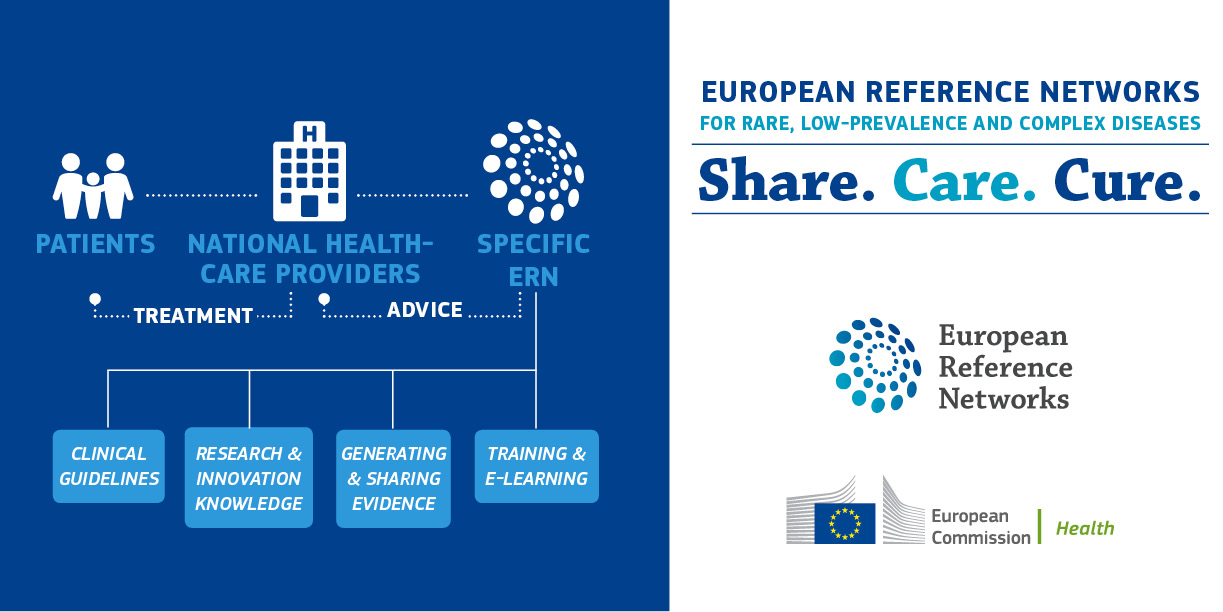 H
PATIENTS
NATIONAL HEALTH-
CARE PROVIDERS
SPECIFIC
ERN
TREATMENT
ADVICE
CLINICAL
GUIDELINES
RESEARCH &
INNOVATION
KNOWLEDGE
GENERATING
& SHARING
EVIDENCE
TRAINING &
E-LEARNING
EUROPEAN REFERENCE NETWORKS
FOR RARE, LOW-PREVALENCE AND COMPLEX DISEASES
Share. Care. Cure.
European
Reference
Networks
European
Commission
Health